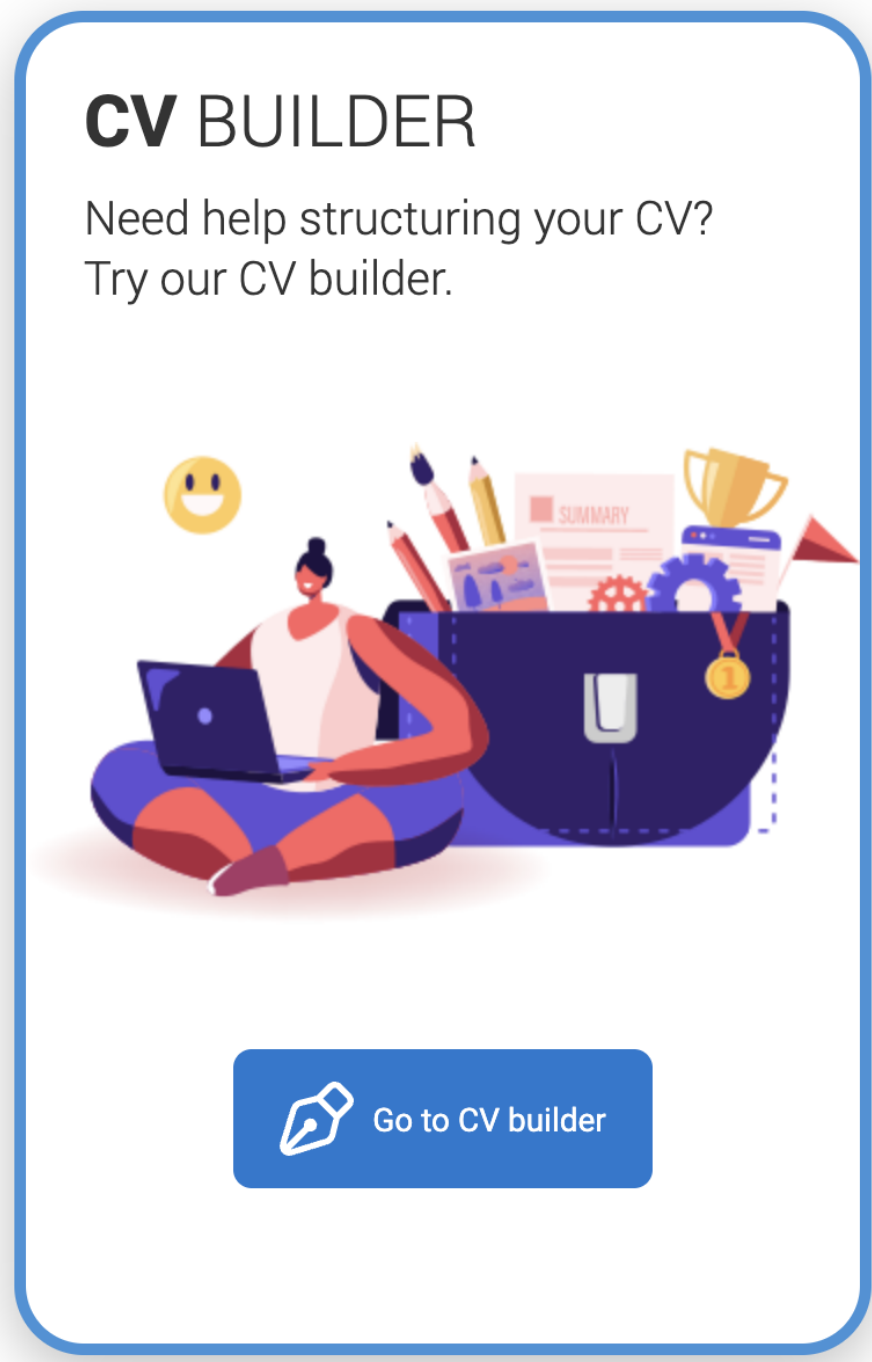 CV BUILDER
Need help structuring your CV?
Try our CV builder.
SUMMARY
1
Go to CV builder